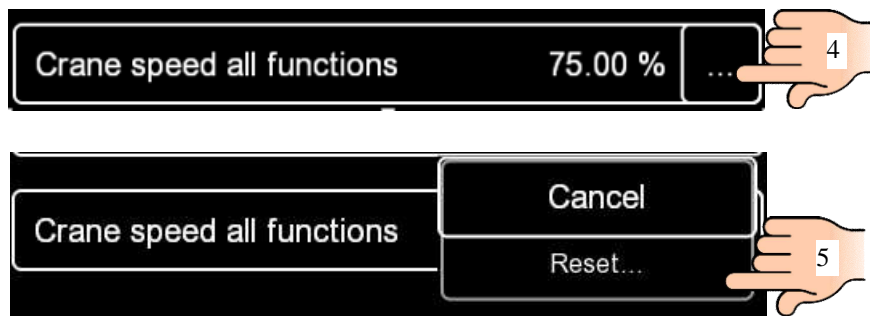 Crane speed all functions 75.00 % ... 4
Cancel
Crane speed all functions
Reset... 5